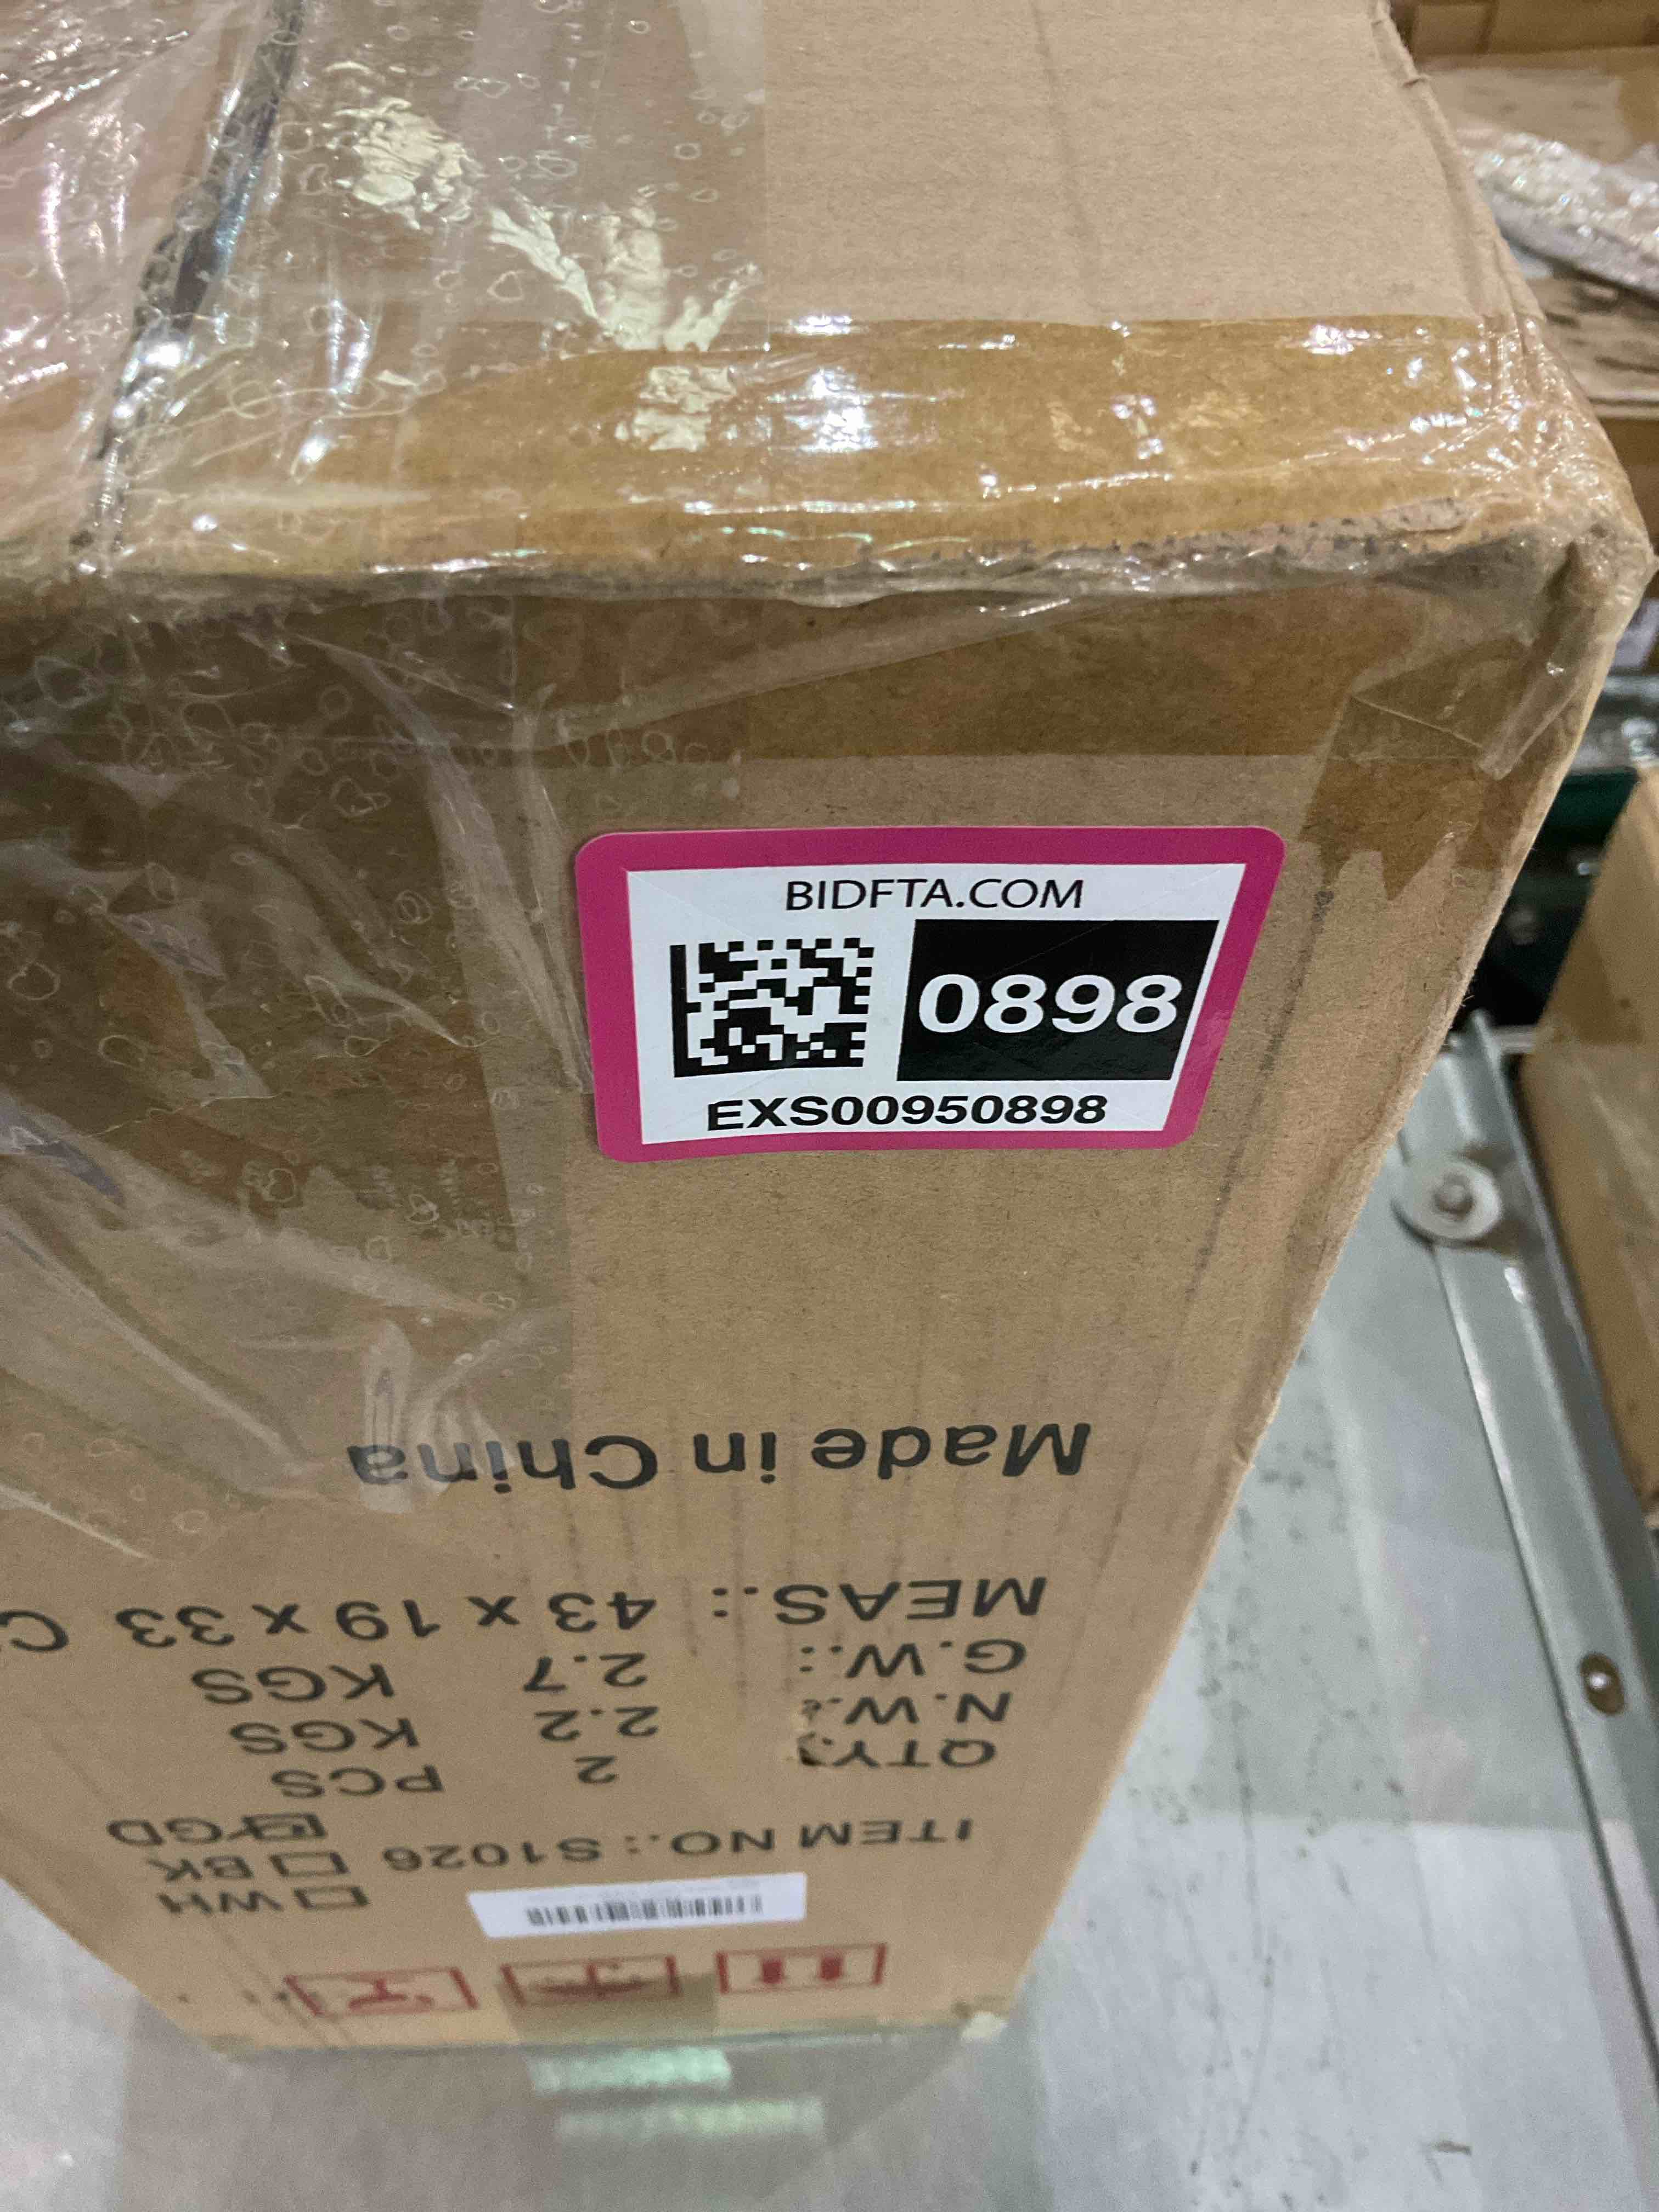 BIDFTA.COM
0898
EXS00950898
WH
BK
ITEM NO.: S1026 GD
QTY.: 2 PCS
N.W.: 2.2 KGS
G.W.: 2.7 KGS
MEAS.: 43 x 19 x 33
Made in China